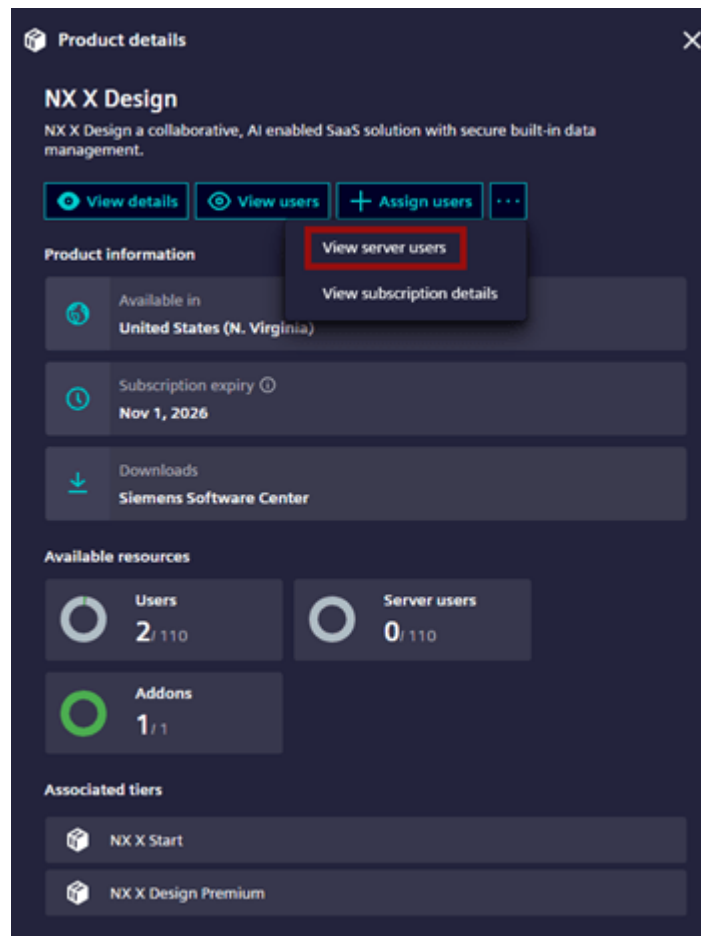 Product details
NX X Design
NX X Design a collaborative, AI enabled SaaS solution with secure built-in data
management.
View details
View users
Assign users
...
View server users
View subscription details
Product information
Available in
United States (N. Virginia)
Subscription expiry
Nov 1, 2026
Downloads
Siemens Software Center
Available resources
Users
2/ 110
Server users
0/ 110
Addons
1/ 1
Associated tiers
NX X Start
NX X Design Premium